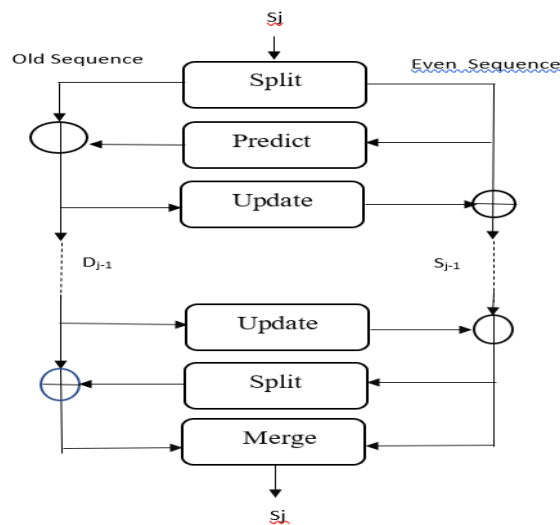 Sj
Old Sequence
Even Sequence
Split
Predict
Update
Dj-1
Sj-1
Update
Split
Merge
Sj